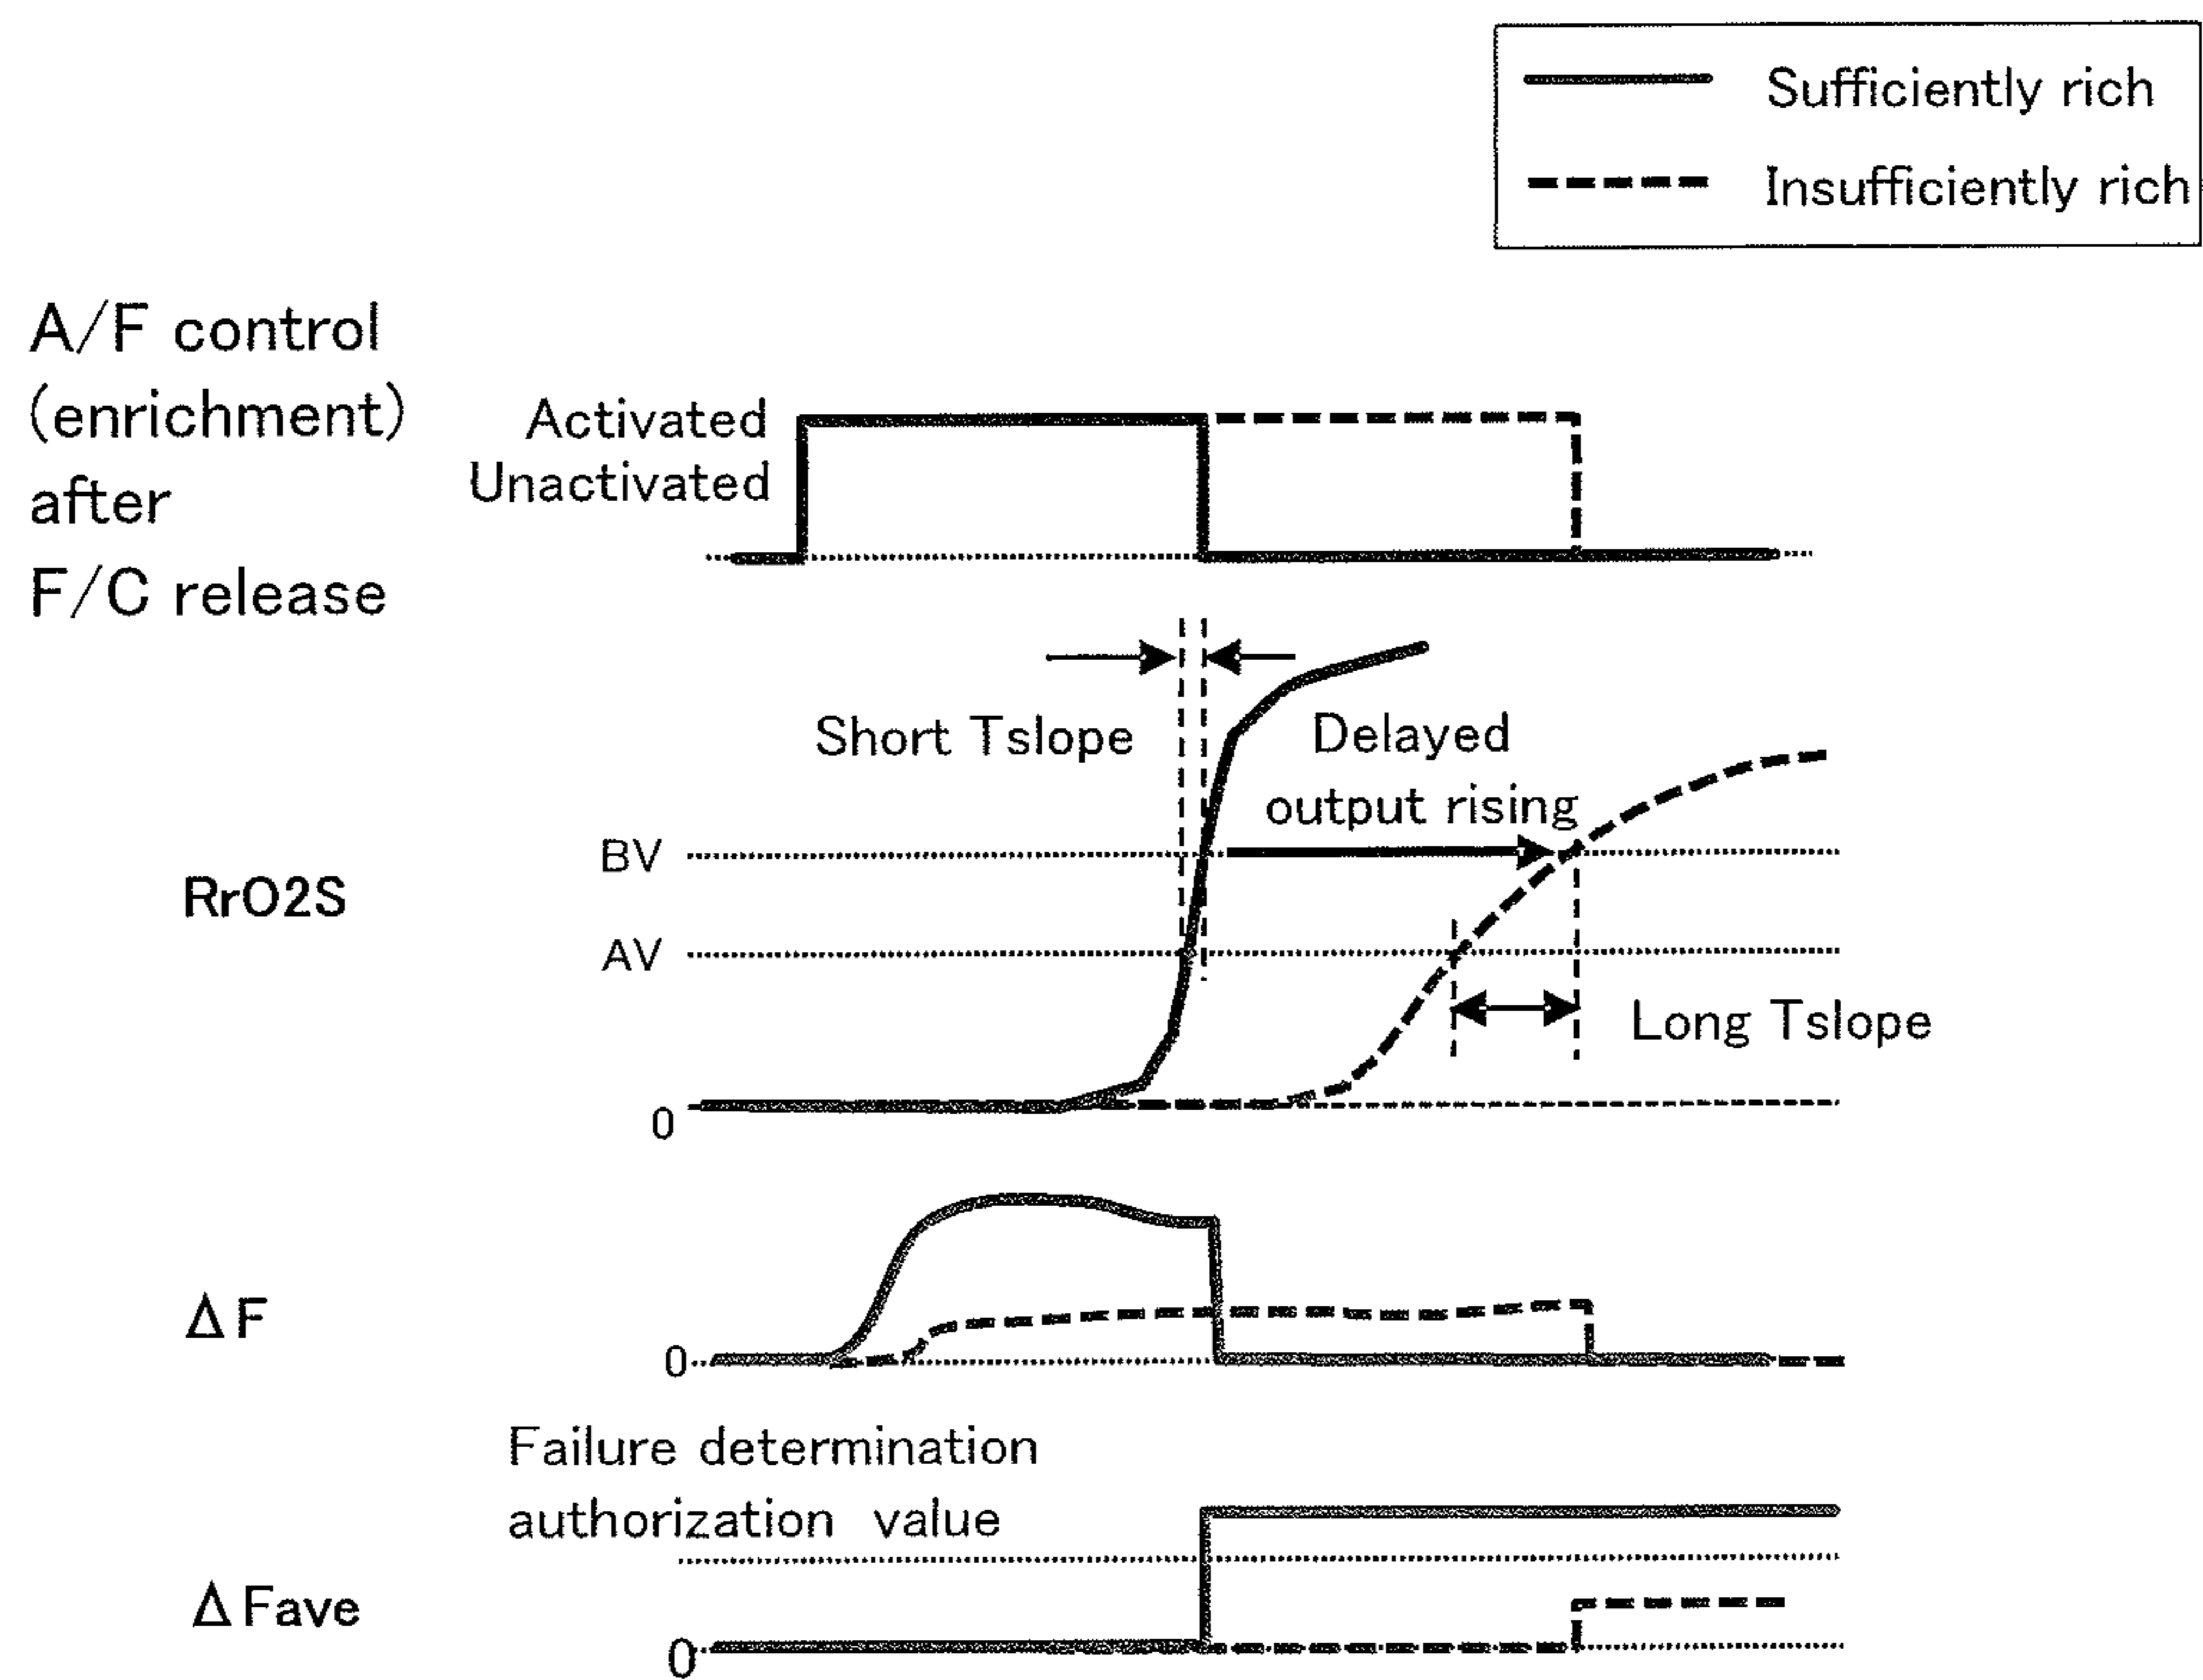 Sufficiently rich
Insufficiently rich
A/F control
(enrichment)
after
F/C release
Activated
Unactivated
Short Tslope
Delayed
output rising
BV
RrO2S
AV
Long Tslope
0
ΔF
0
Failure determination
authorization value
ΔFave
0